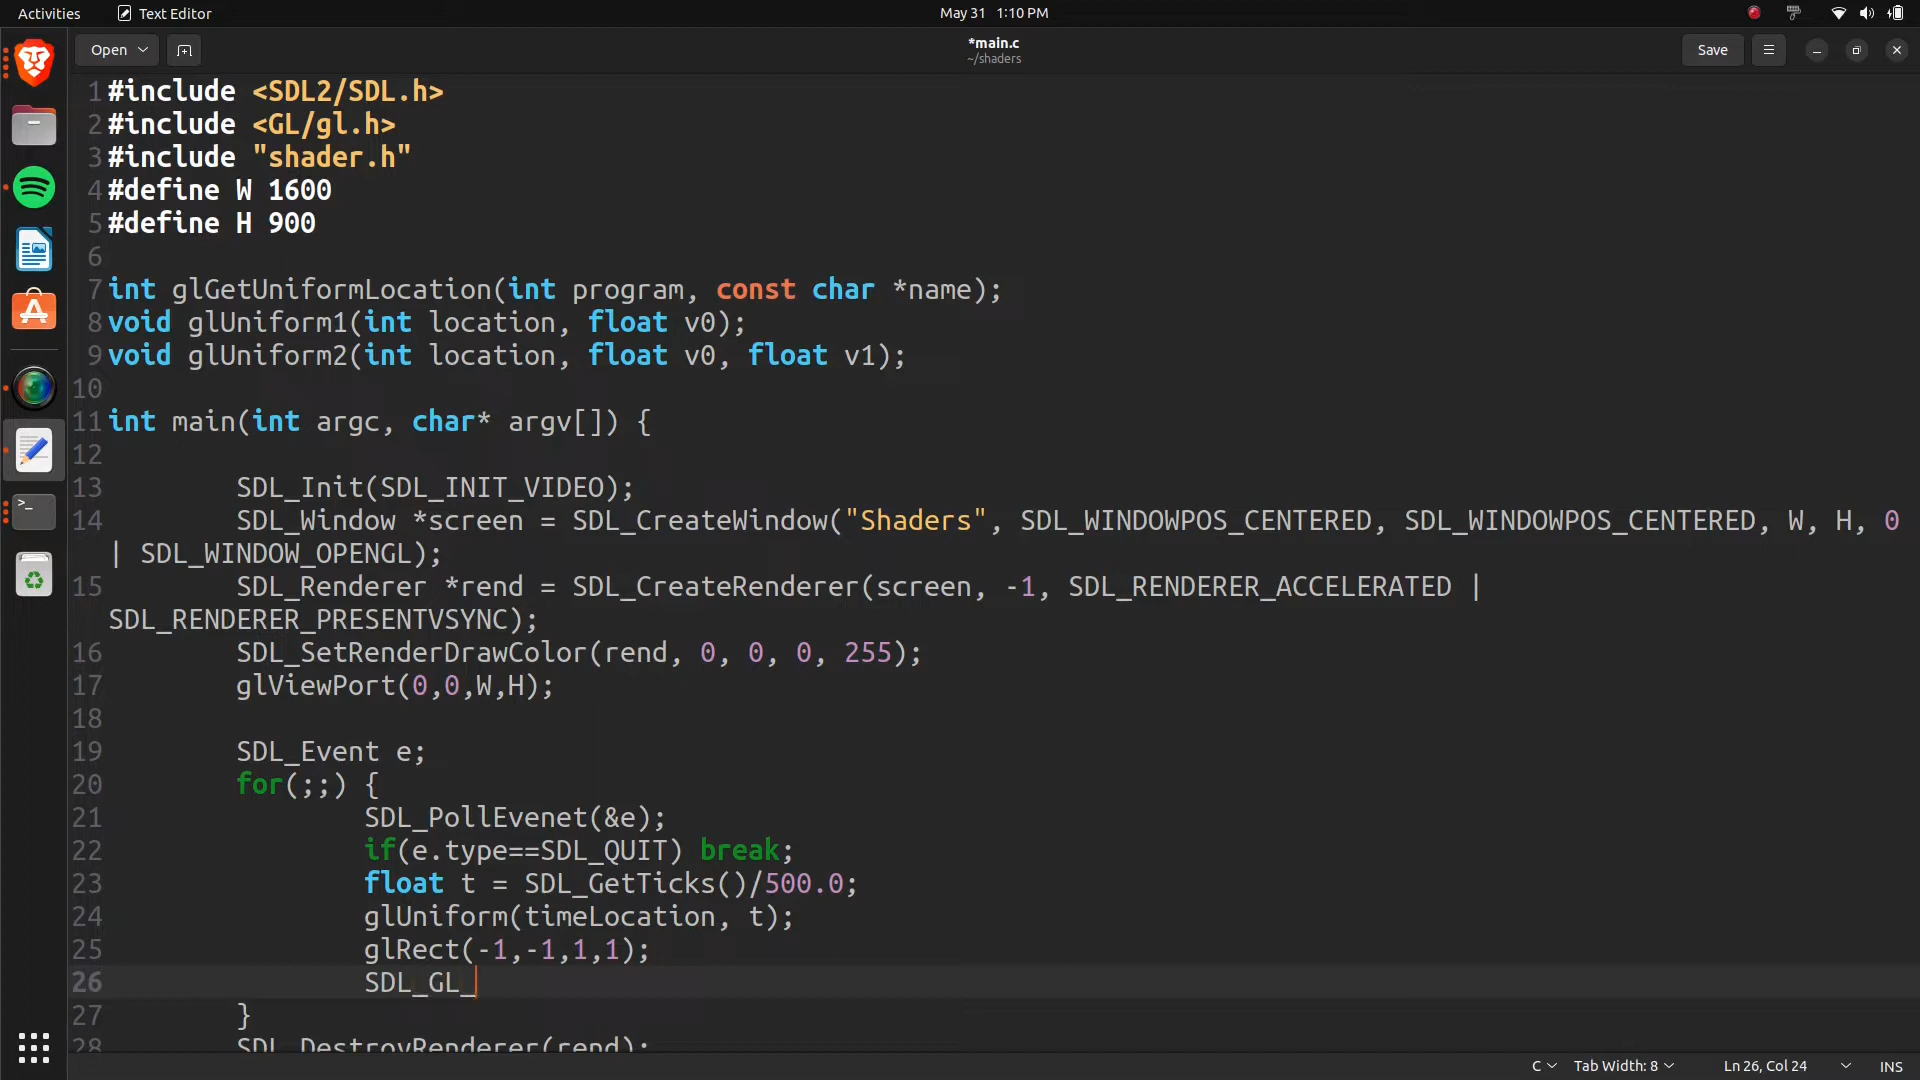 Activities
Text Editor
May 31 1:10 PM
Open
*main.c
~/shaders
Save
1 #include <SDL2/SDL.h>
2 #include <GL/gl.h>
3 #include "shader.h"
4 #define W 1600
5 #define H 900
6
7 int glGetUniformLocation(int program, const char *name);
8 void glUniform1(int location, float v0);
9 void glUniform2(int location, float v0, float v1);
10
11 int main(int argc, char* argv[]) {
12
13 SDL_Init(SDL_INIT_VIDEO);
14 SDL_Window *screen = SDL_CreateWindow("Shaders", SDL_WINDOWPOS_CENTERED, SDL_WINDOWPOS_CENTERED, W, H, 0
| SDL_WINDOW_OPENGL);
15 SDL_Renderer *rend = SDL_CreateRenderer(screen, -1, SDL_RENDERER_ACCELERATED |
SDL_RENDERER_PRESENTVSYNC);
16 SDL_SetRenderDrawColor(rend, 0, 0, 0, 255);
17 glViewPort(0,0,W,H);
18
19 SDL_Event e;
20 for(;;) {
21 SDL_PollEvenet(&e);
22 if(e.type==SDL_QUIT) break;
23 float t = SDL_GetTicks()/500.0;
24 glUniform(timeLocation, t);
25 glRect(-1,-1,1,1);
26 SDL_GL_
27 }
28 SDL_DestroyRenderer(rend);
C
Tab Width: 8
Ln 26, Col 24
INS